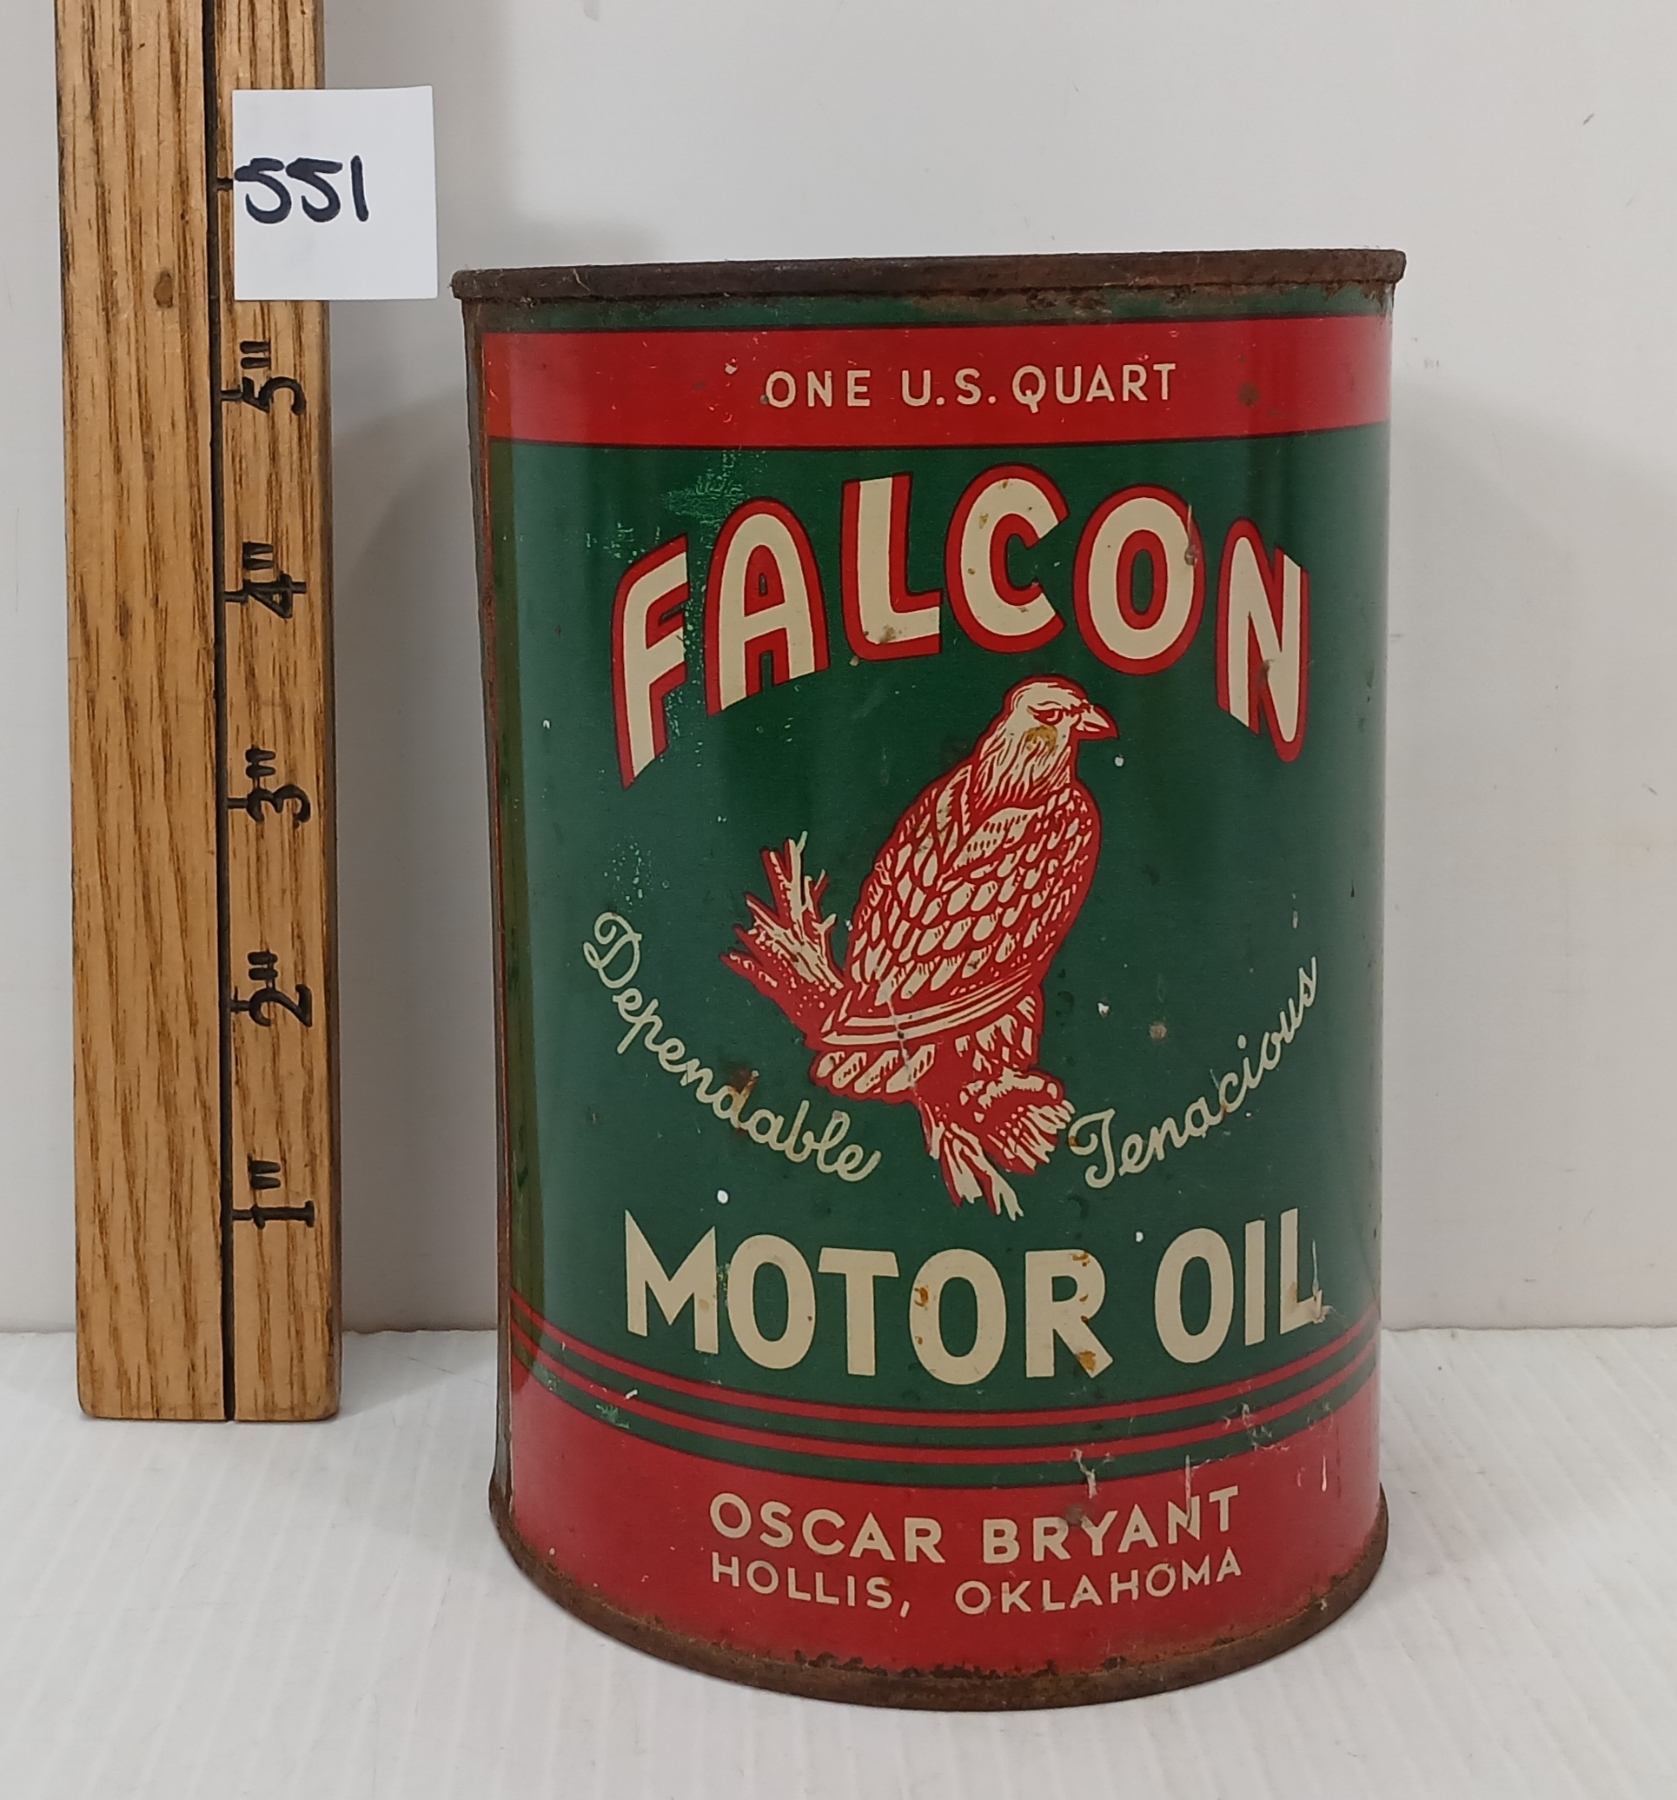 551
5"
4"
3"
2"
1"
ONE U.S. QUART
FALCON
Dependable
Tenacious
MOTOR OIL
OSCAR BRYANT
HOLLIS, OKLAHOMA